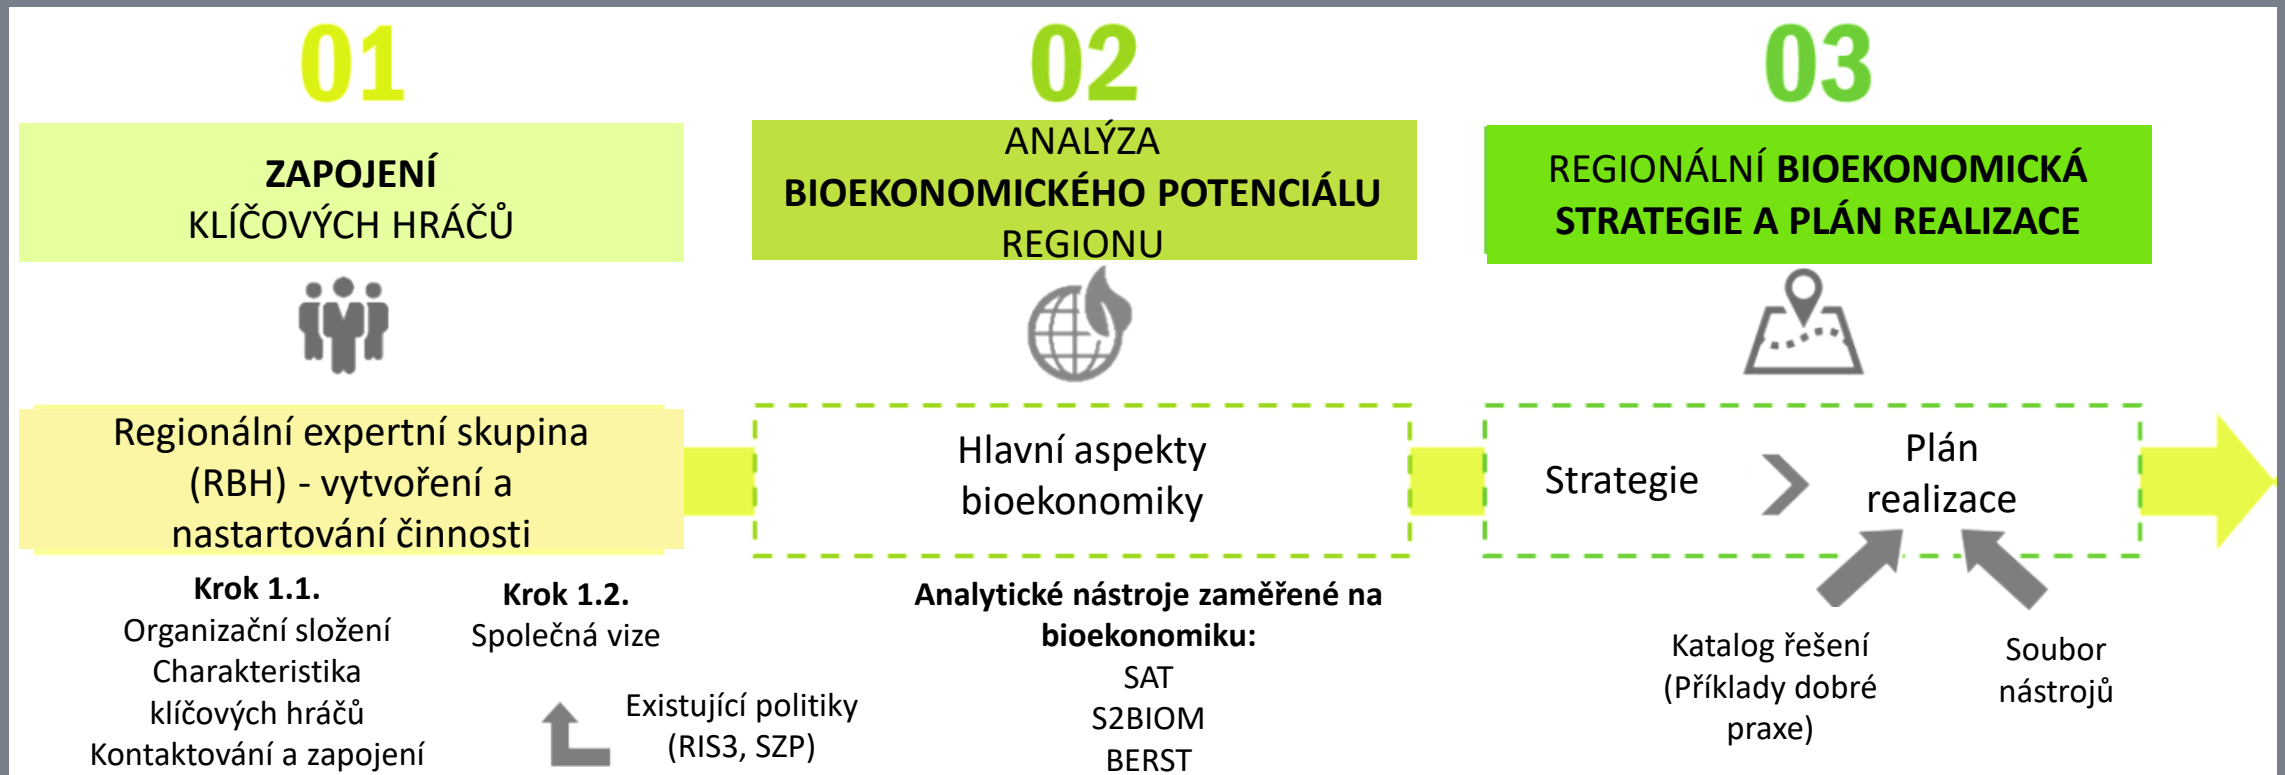 01
ZAPOJENÍ
KLÍČOVÝCH HRÁČŮ
Regionální expertní skupina
(RBH) - vytvoření a
nastartování činnosti
Krok 1.1.
Organizační složení
Charakteristika
klíčových hráčů
Kontaktování a zapojení
Krok 1.2.
Společná vize
Existující politiky
(RIS3, SZP)
02
ANALÝZA
BIOEKONOMICKÉHO POTENCIÁLU
REGIONU
Hlavní aspekty
bioekonomiky
Analytické nástroje zaměřené na
bioekonomiku:
SAT
S2BIOM
BERST
03
REGIONÁLNÍ BIOEKONOMICKÁ
STRATEGIE A PLÁN REALIZACE
Strategie
Plán
realizace
Katalog řešení
(Příklady dobré
praxe)
Soubor
nástrojů